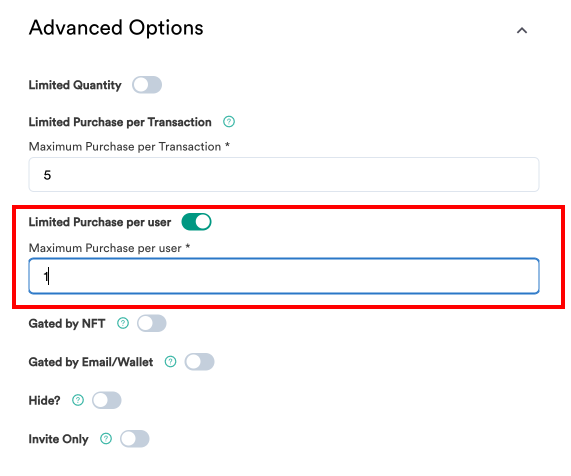 Advanced Options
Limited Quantity
Limited Purchase per Transaction ?
Maximum Purchase per Transaction *
5
Limited Purchase per user
Maximum Purchase per user *
1
Gated by NFT ?
Gated by Email/Wallet ?
Hide? ?
Invite Only ?